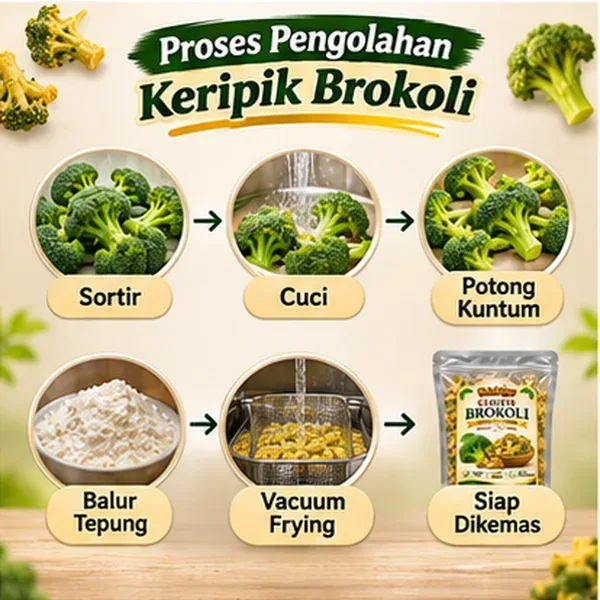 Proses Pengolahan
Keripik Brokoli
Sortir
Cuci
Potong
Kuntum
Balur
Tepung
Vacuum
Frying
BROKOLI
Siap
Dikemas